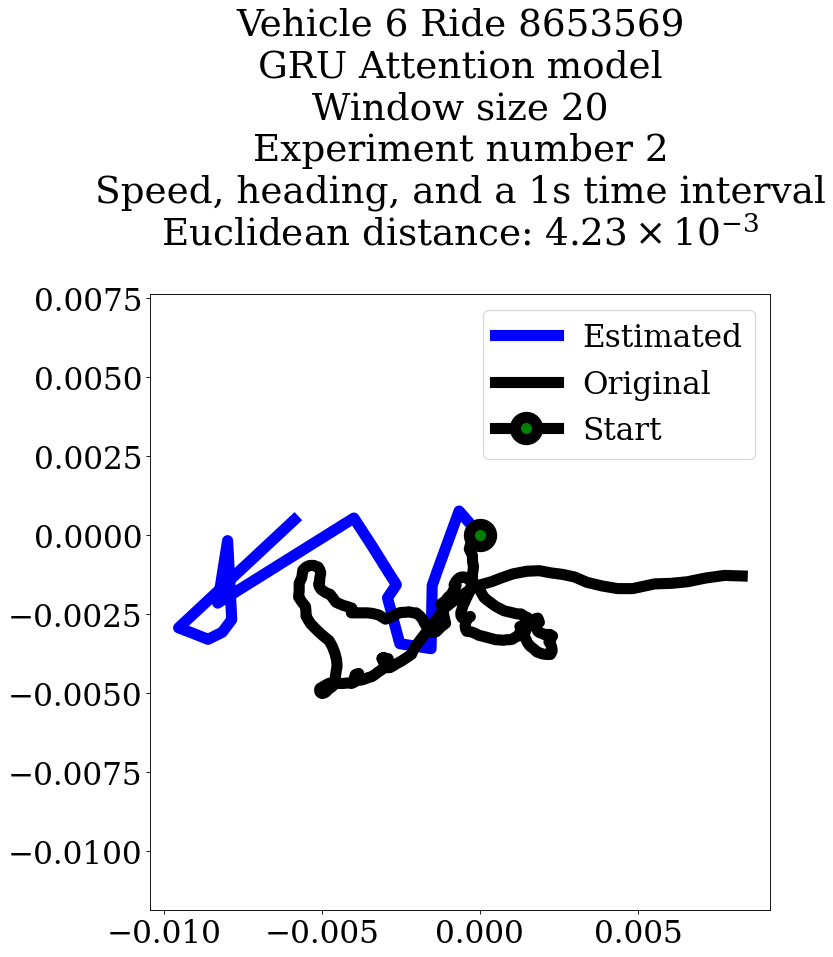 Vehicle 6 Ride 8653569
GRU Attention model
Window size 20
Experiment number 2
Speed, heading, and a 1s time interval
Euclidean distance: 4.23 × 10⁻³
0.0075
0.0050
0.0025
0.0000
−0.0025
−0.0050
−0.0075
−0.0100
Estimated
Original
Start
−0.010 −0.005 0.000 0.005